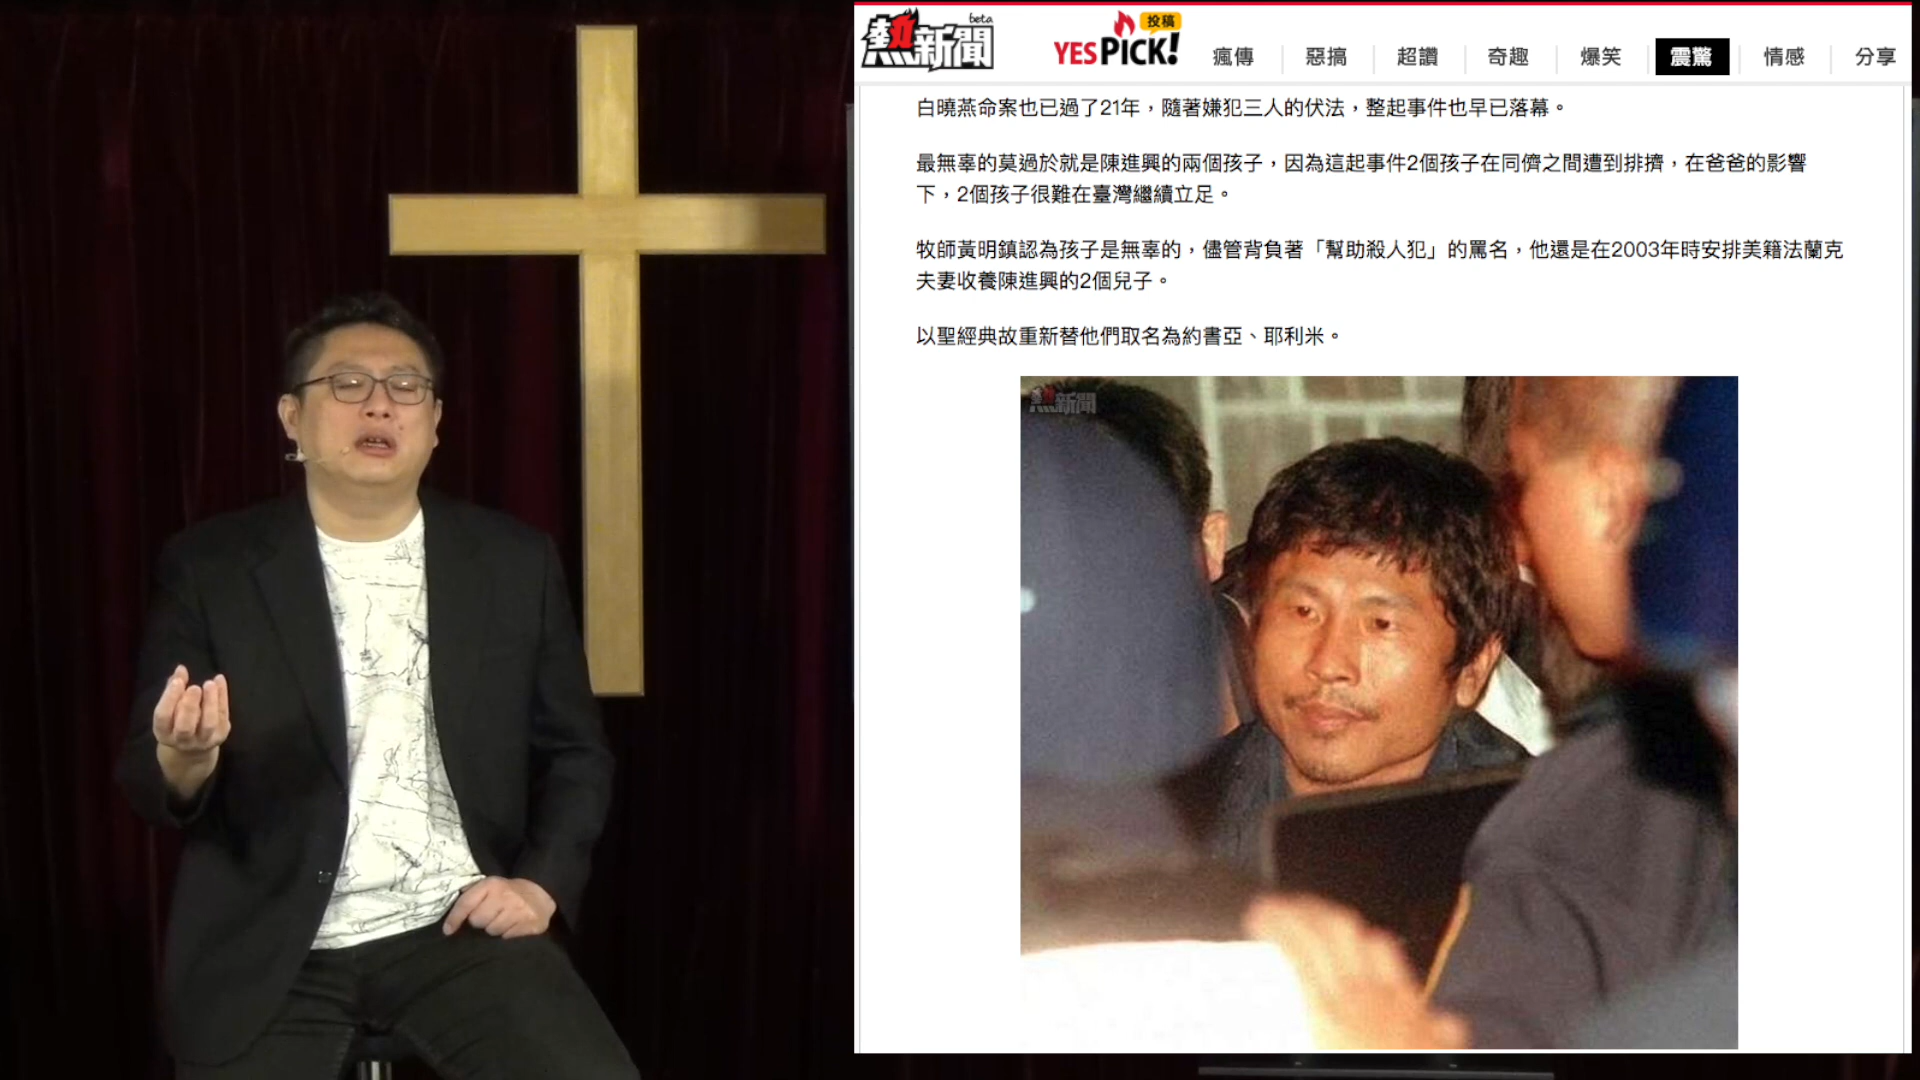 熱新聞 beta
YES PICK! 投稿
瘋傳 惡搞 超讚 奇趣 爆笑 震驚 情感 分享
白曉燕命案也已過了21年，隨著嫌犯三人的伏法，整起事件也早已落幕。
最無辜的莫過於就是陳進興的兩個孩子，因為這起事件2個孩子在同儕之間遭到排擠，在爸爸的影響
下，2個孩子很難在臺灣繼續立足。
牧師黃明鎮認為孩子是無辜的，儘管背負著「幫助殺人犯」的罵名，他還是在2003年時安排美籍法蘭克
夫妻收養陳進興的2個兒子。
以聖經典故重新替他們取名為約書亞、耶利米。
熱新聞